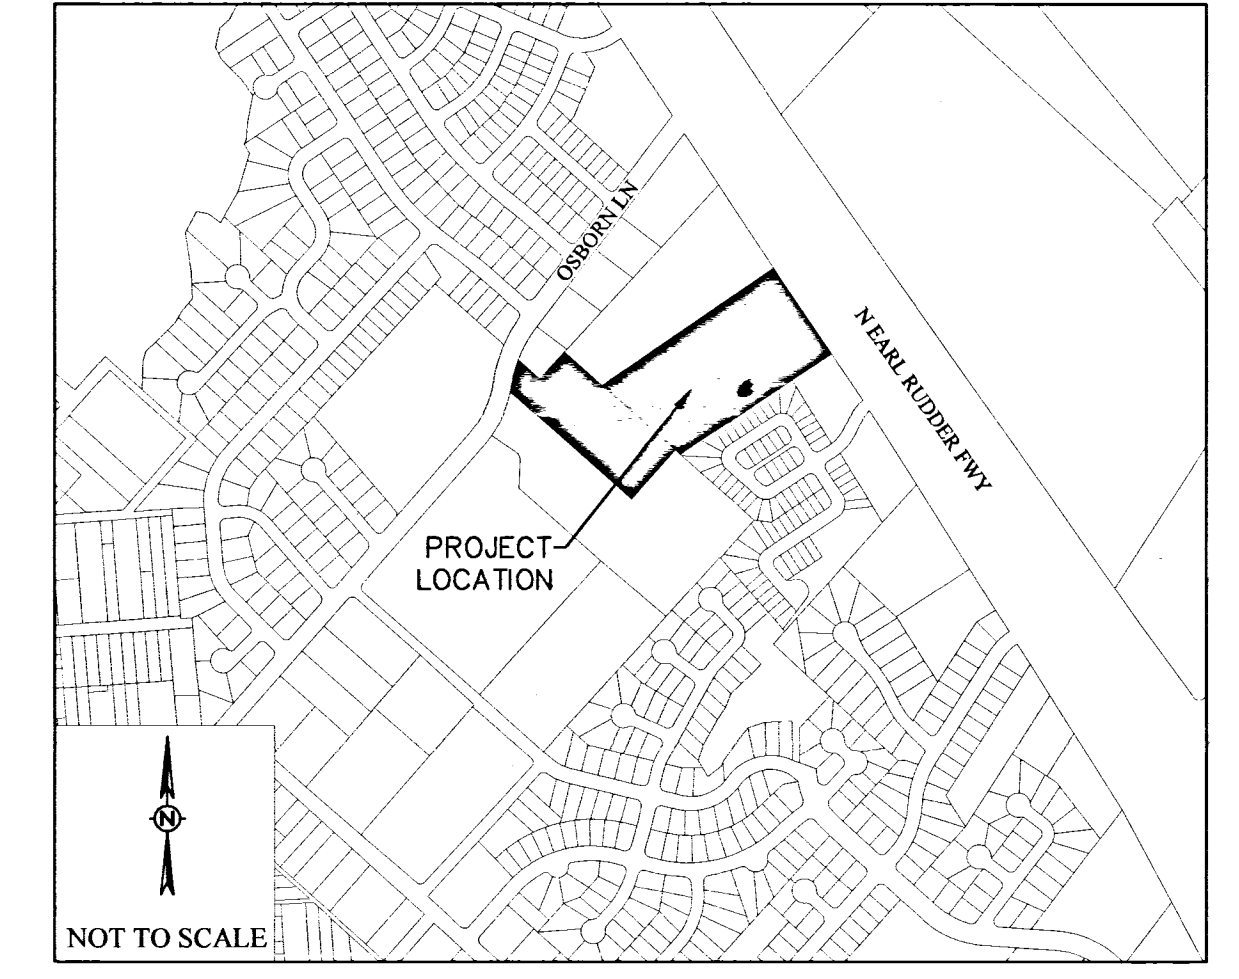 OSBORN LN
N EARL RUDDER FWY
PROJECT
LOCATION
N
NOT TO SCALE